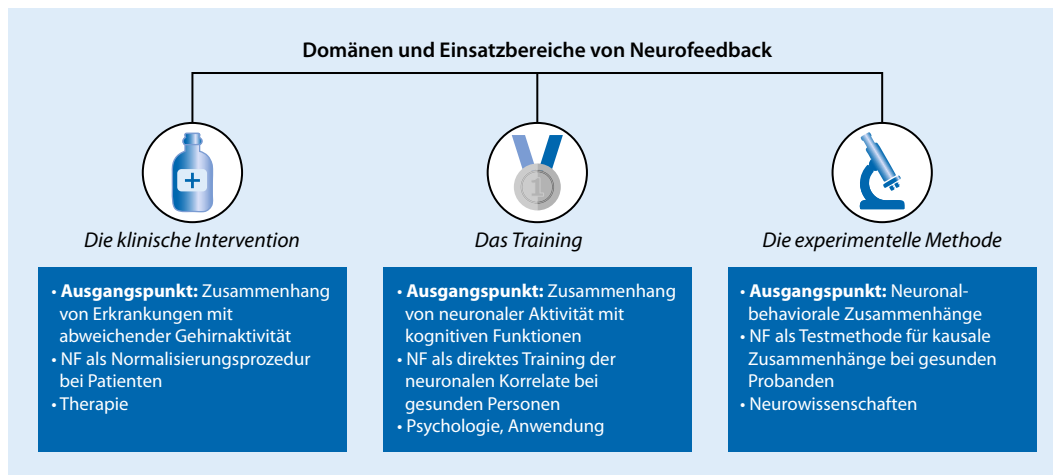 Domänen und Einsatzbereiche von Neurofeedback
Die klinische Intervention
• Ausgangspunkt: Zusammenhang
von Erkrankungen mit
abweichender Gehirnaktivität
• NF als Normalisierungsprozedur
bei Patienten
• Therapie
1
Das Training
• Ausgangspunkt: Zusammenhang
von neuronaler Aktivität mit
kognitiven Funktionen
• NF als direktes Training der
neuronalen Korrelate bei
gesunden Personen
• Psychologie, Anwendung
Die experimentelle Methode
• Ausgangspunkt: Neuronal-
behaviorale Zusammenhänge
• NF als Testmethode für kausale
Zusammenhänge bei gesunden
Probanden
• Neurowissenschaften